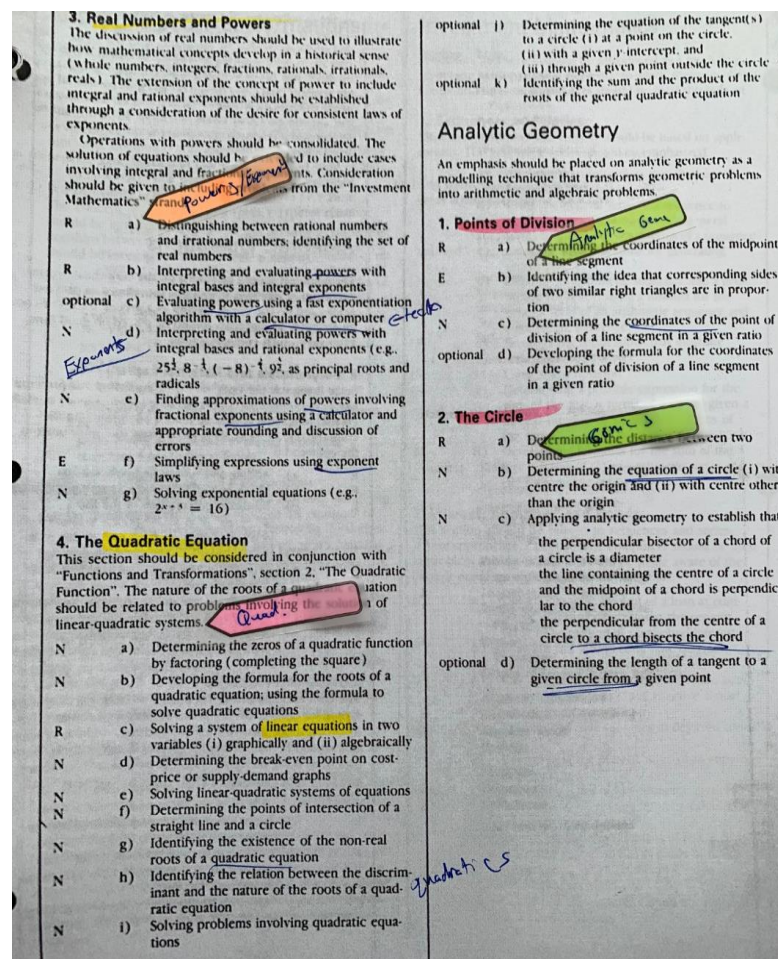 3. Real Numbers and Powers
The discussion of real numbers should be used to illustrate
how mathematical concepts develop in a historical sense
(whole numbers, integers, fractions, rationals, irrationals,
reals). The extension of the concept of power to include
integral and rational exponents should be established
through a consideration of the desire for consistent laws of
exponents.
Operations with powers should be consolidated. The
solution of equations should b d to include cases
involving integral and fraction nts. Consideration
should be given to including from the "Investment
Mathematics" strand
Powers/Exponent
R a) Distinguishing between rational numbers
and irrational numbers; identifying the set of
real numbers
R b) Interpreting and evaluating powers with
integral bases and integral exponents
optional c) Evaluating powers using a fast exponentiation
algorithm with a calculator or computer
N d) Interpreting and evaluating powers with
Exponents
integral bases and rational exponents (e.g.,
as principal roots and
radicals
N e) Finding approximations of powers involving
fractional exponents using a calculator and
appropriate rounding and discussion of
errors
E f) Simplifying expressions using exponent
laws
N g) Solving exponential equations (e.g.,
= 16)
4. The Quadratic Equation
This section should be considered in conjunction with
"Functions and Transformations", section 2, "The Quadratic
Function". The nature of the roots of a uation
should be related to problems involving the n of
linear-quadratic systems.
Quad.
N a) Determining the zeros of a quadratic function
by factoring (completing the square)
N b) Developing the formula for the roots of a
quadratic equation; using the formula to
solve quadratic equations
R c) Solving a system of linear equations in two
variables (i) graphically and (ii) algebraically
N d) Determining the break-even point on cost-
price or supply-demand graphs
N e) Solving linear-quadratic systems of equations
N f) Determining the points of intersection of a
straight line and a circle
N g) Identifying the existence of the non-real
roots of a quadratic equation
N h) Identifying the relation between the discrim-
inant and the nature of the roots of a quad-
ratic equation
quadratics
N i) Solving problems involving quadratic equa-
tions
optional j) Determining the equation of the tangent(s)
to a circle (i) at a point on the circle,
(ii) with a given y-intercept, and
(iii) through a given point outside the circle
optional k) Identifying the sum and the product of the
roots of the general quadratic equation
Analytic Geometry
An emphasis should be placed on analytic geometry as a
modelling technique that transforms geometric problems
into arithmetic and algebraic problems.
1. Points of Division
Analytic Geme
R a) Determining the coordinates of the midpoint
of a line segment
E b) Identifying the idea that corresponding sides
of two similar right triangles are in propor-
tion
N c) Determining the coordinates of the point of
division of a line segment in a given ratio
optional d) Developing the formula for the coordinates
of the point of division of a line segment
in a given ratio
2. The Circle
R a) Determining the distance between two
points
N b) Determining the equation of a circle (i) wit
centre the origin and (ii) with centre other
than the origin
N c) Applying analytic geometry to establish that
the perpendicular bisector of a chord of
a circle is a diameter
the line containing the centre of a circle
and the midpoint of a chord is perpendic
lar to the chord
the perpendicular from the centre of a
circle to a chord bisects the chord
optional d) Determining the length of a tangent to a
given circle from a given point